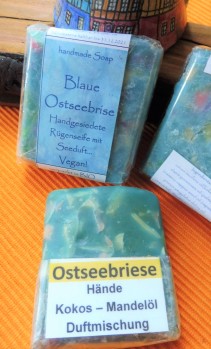 handmade Soap
Blaue
Ostseebrise
Handgesiedete
Rügenseife mit
Seeduft....
Vegan!
Ostseebriese
Hände
Kokos – Mandelöl
Duftmischung